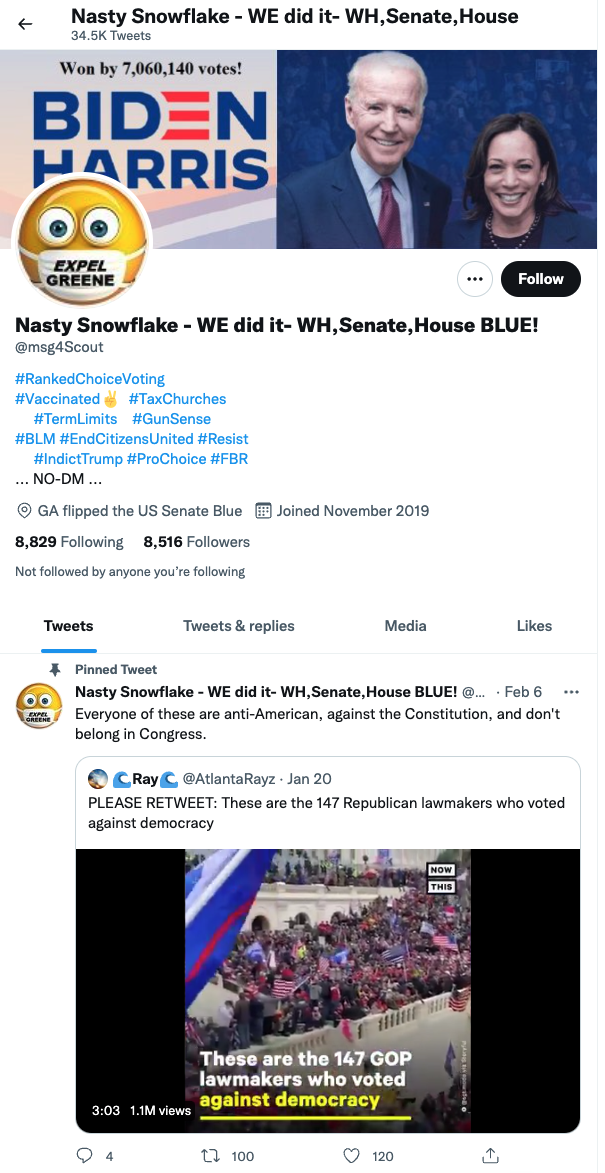 Nasty Snowflake - WE did it- WH,Senate,House
34.5K Tweets
Won by 7,060,140 votes!
BIDEN
HARRIS
EXPEL
GREENE
Follow
Nasty Snowflake - WE did it- WH,Senate,House BLUE!
@msg4Scout
#RankedChoiceVoting
#Vaccinated✌️ #TaxChurches
#TermLimits #GunSense
#BLM #EndCitizensUnited #Resist
#IndictTrump #ProChoice #FBR
... NO-DM ...
GA flipped the US Senate Blue Joined November 2019
8,829 Following 8,516 Followers
Not followed by anyone you're following
Tweets Tweets & replies Media Likes
Pinned Tweet
Nasty Snowflake - WE did it- WH,Senate,House BLUE! @... · Feb 6
EXPEL
GREENE
Everyone of these are anti-American, against the Constitution, and don't
belong in Congress.
🌊Ray🌊 @AtlantaRayz · Jan 20
PLEASE RETWEET: These are the 147 Republican lawmakers who voted
against democracy
NOW
THIS
These are the 147 GOP
lawmakers who voted
against democracy
3:03 1.1M views
4 100 120